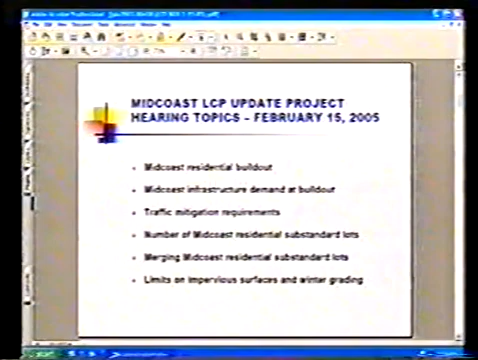 MIDCOAST LCP UPDATE PROJECT
HEARING TOPICS - FEBRUARY 15, 2005
Midcoast residential buildout
Midcoast infrastructure demand at buildout
Traffic mitigation requirements
Number of Midcoast residential substandard lots
Merging Midcoast residential substandard lots
Limits on impervious surfaces and winter grading